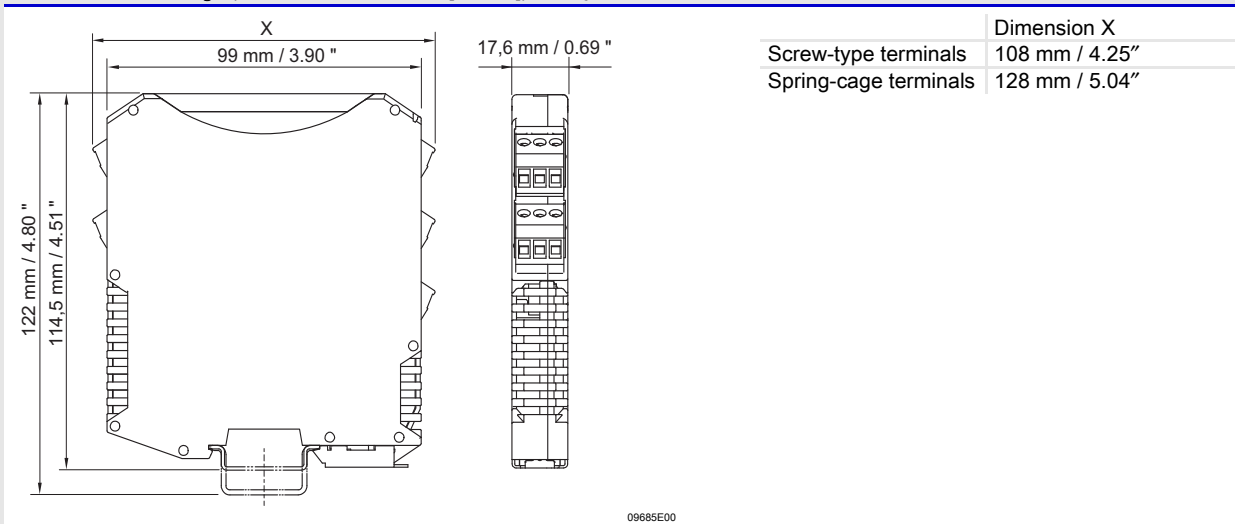 X
99 mm / 3.90 "
17,6 mm / 0.69 "
122 mm / 4.80 "
114,5 mm / 4.51 "
Dimension X
Screw-type terminals 108 mm / 4.25″
Spring-cage terminals 128 mm / 5.04″
09685E00